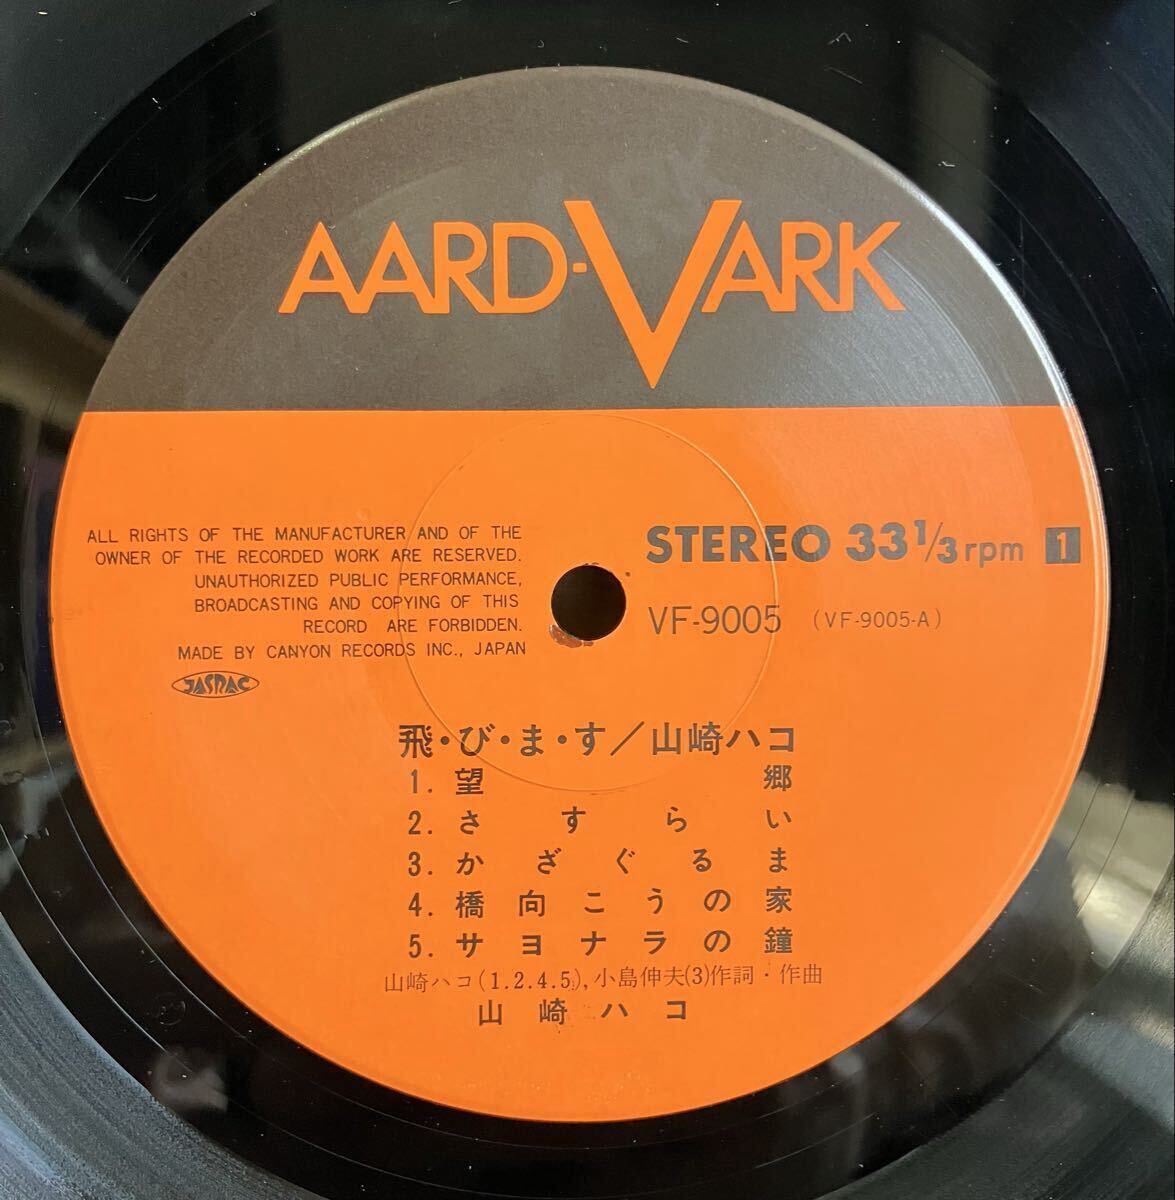 AARD-VARK
ALL RIGHTS OF THE MANUFACTURER AND OF THE
OWNER OF THE RECORDED WORK ARE RESERVED.
UNAUTHORIZED PUBLIC PERFORMANCE,
BROADCASTING AND COPYING OF THIS
RECORD ARE FORBIDDEN.
MADE BY CANYON RECORDS INC., JAPAN
JASRAC
STEREO 33 1/3 rpm 1
VF-9005 (VF-9005-A)
飛・び・ま・す／山崎ハコ
1. 望郷
2. さすらい
3. かざぐるま
4. 橋向こうの家
5. サヨナラの鐘
山崎ハコ(1.2.4.5), 小島伸夫(3)作詞・作曲
山崎ハコ